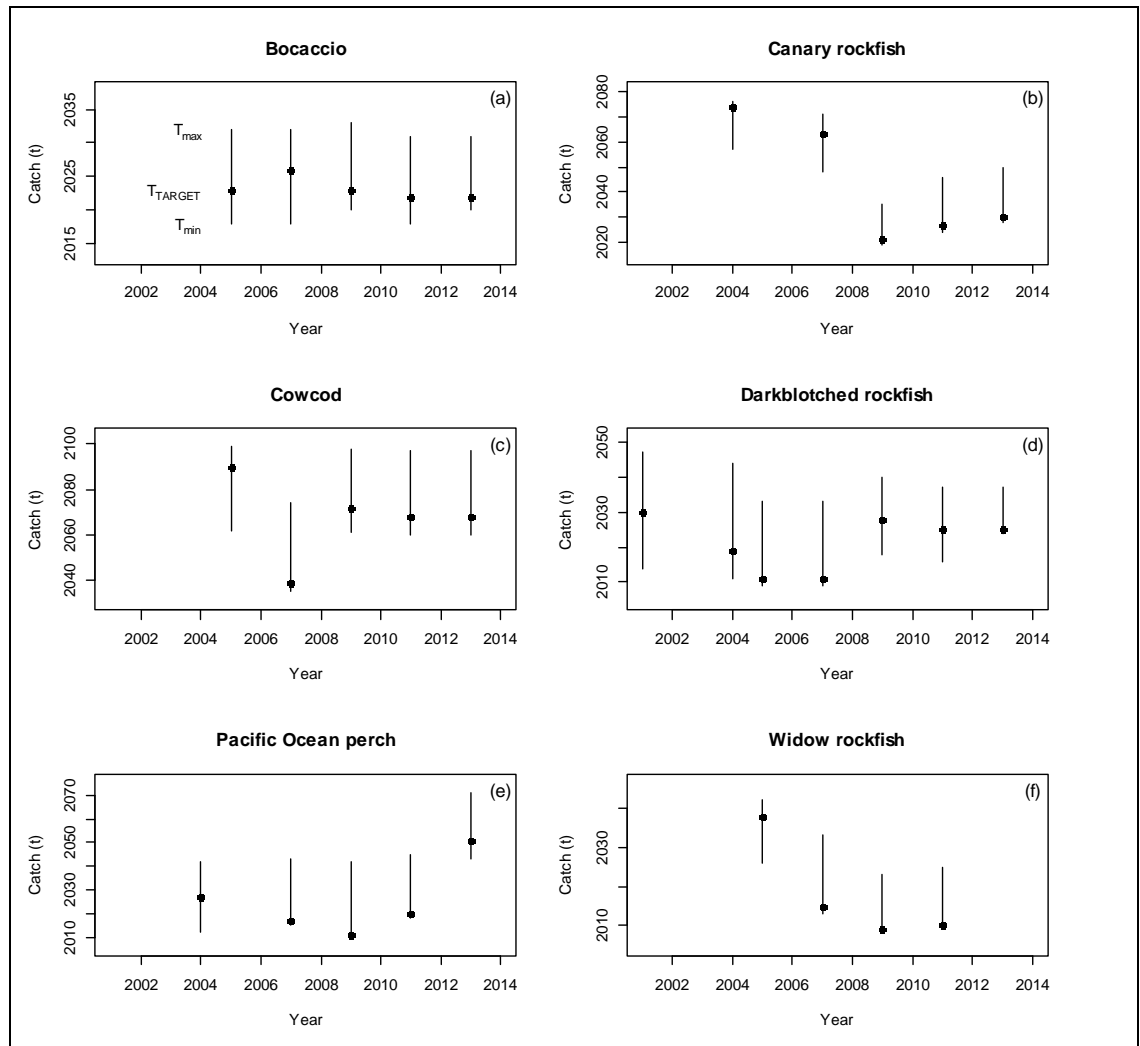 Bocaccio
(a)
Catch (t)
2035
2025
2015
Tmax
TTARGET
Tmin
2002 2004 2006 2008 2010 2012 2014
Year
Canary rockfish
(b)
Catch (t)
2080
2060
2040
2020
2002 2004 2006 2008 2010 2012 2014
Year
Cowcod
(c)
Catch (t)
2100
2080
2060
2040
2002 2004 2006 2008 2010 2012 2014
Year
Darkblotched rockfish
(d)
Catch (t)
2050
2030
2010
2002 2004 2006 2008 2010 2012 2014
Year
Pacific Ocean perch
(e)
Catch (t)
2070
2050
2030
2010
2002 2004 2006 2008 2010 2012 2014
Year
Widow rockfish
(f)
Catch (t)
2030
2010
2002 2004 2006 2008 2010 2012 2014
Year